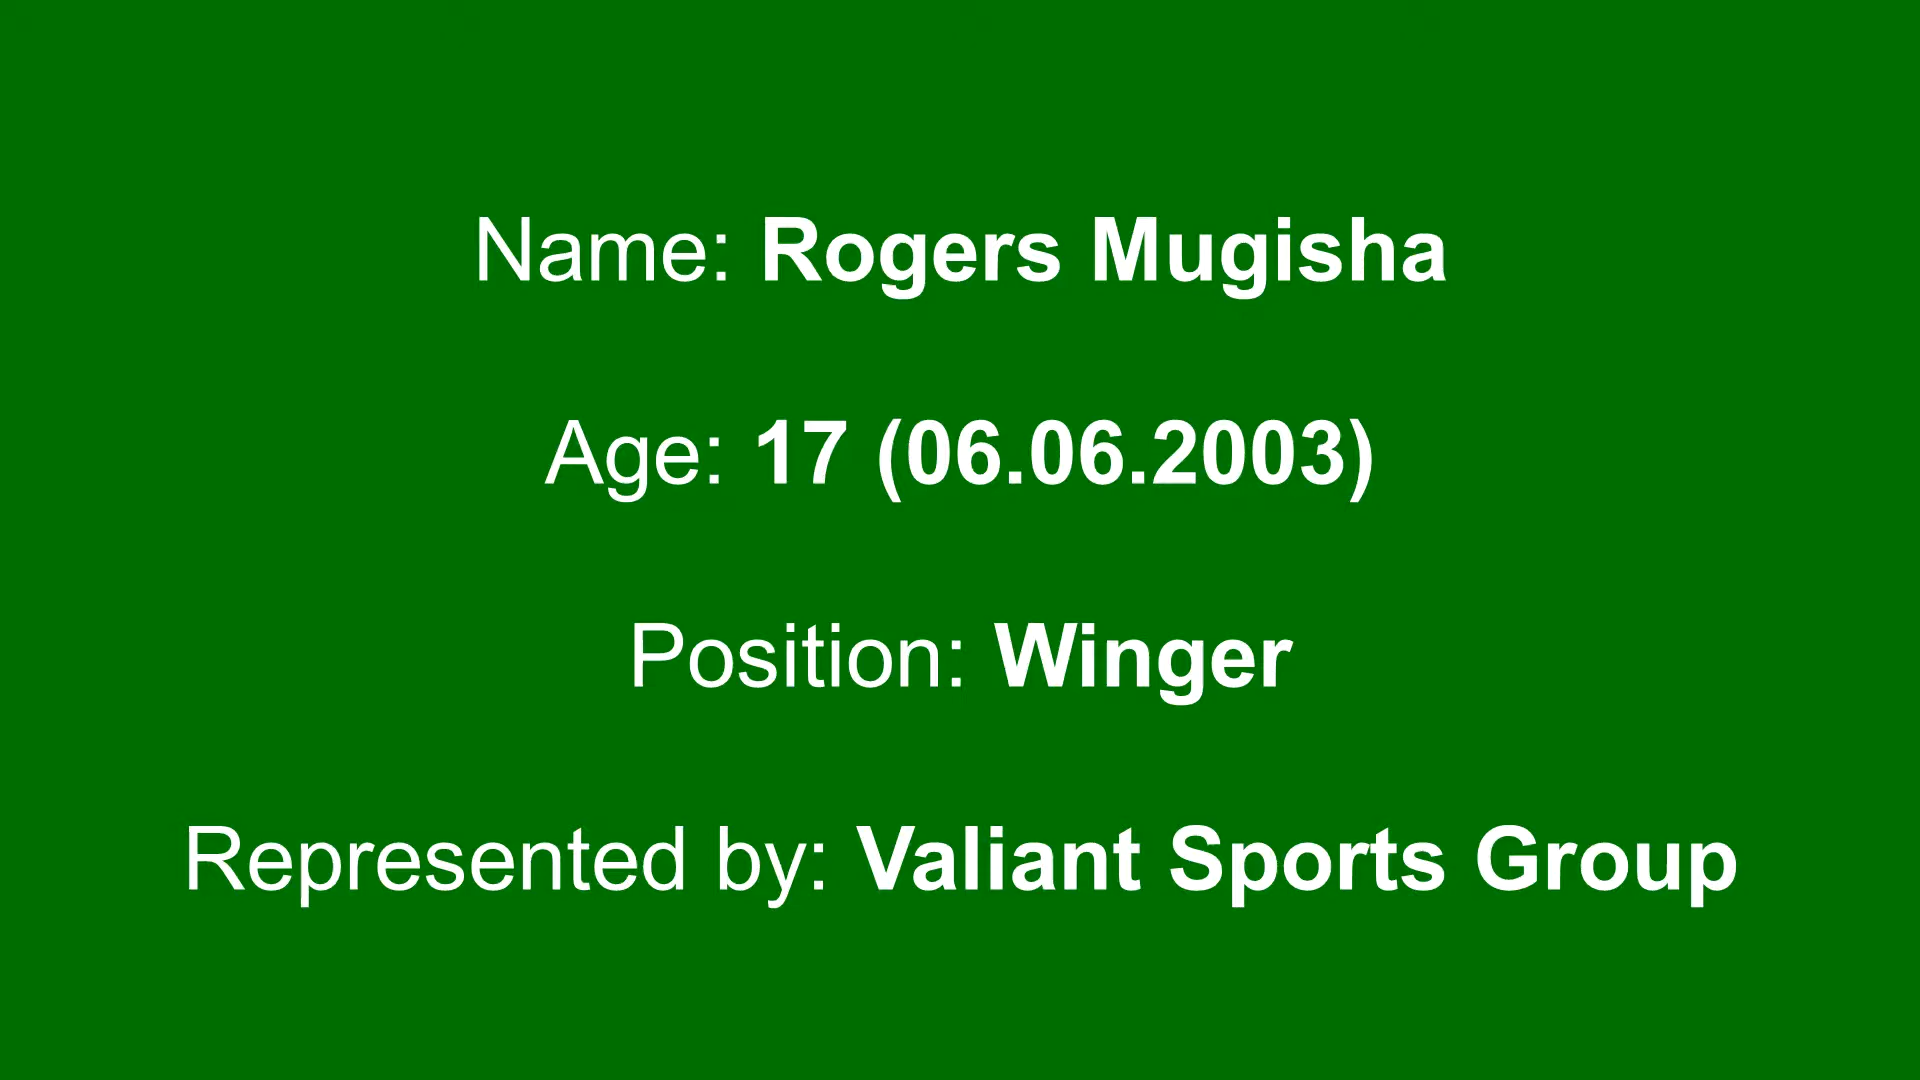 Name: Rogers Mugisha
Age: 17 (06.06.2003)
Position: Winger
Represented by: Valiant Sports Group